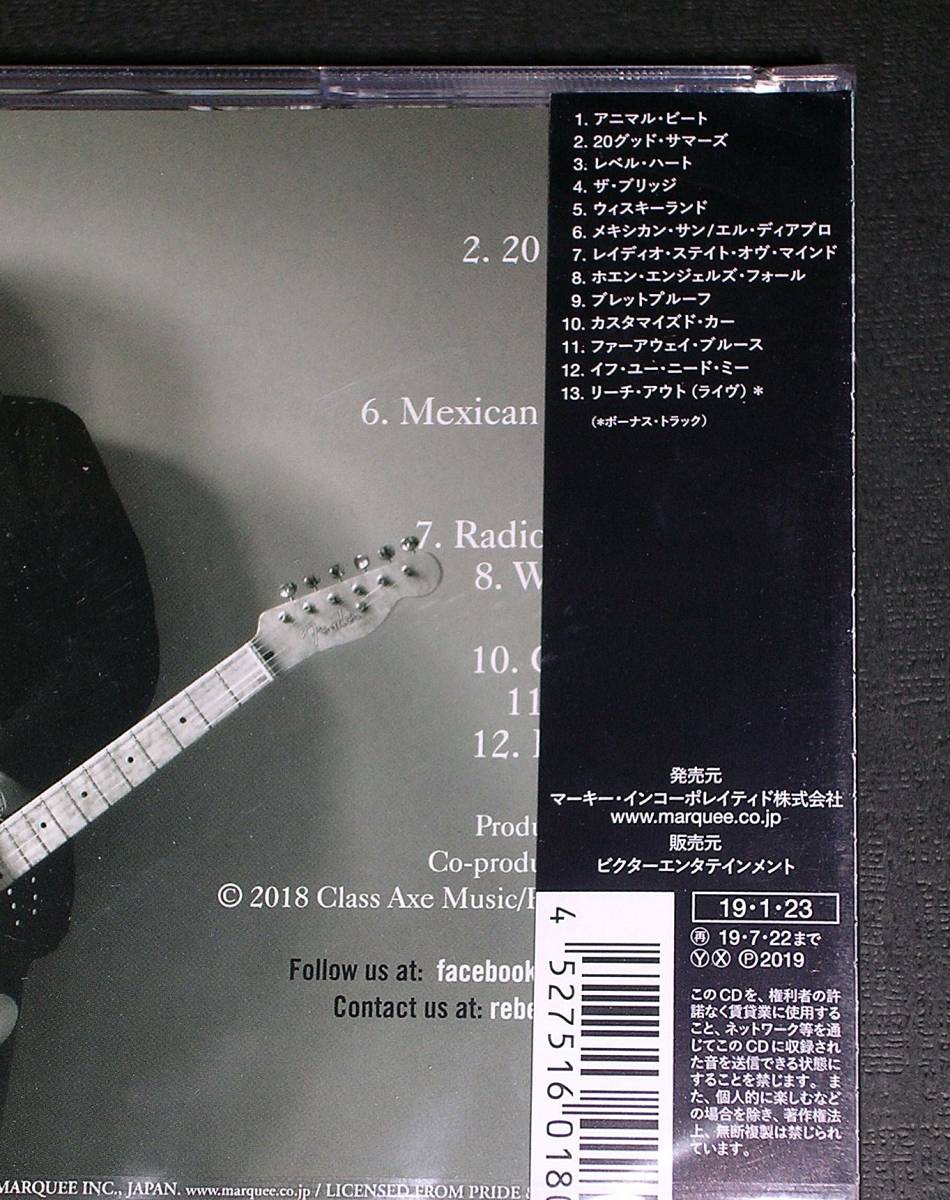 2. 20
6. Mexican
7. Radio
8. W
10.
11
12.
Produ
Co-produ
© 2018 Class Axe Music/
Follow us at: facebook
Contact us at: rebe
MARQUEE INC., JAPAN. www.marquee.co.jp / LICENSED FROM PRIDE &
Fender
1. アニマル・ビート
2. 20グッド・サマーズ
3. レベル・ハート
4. ザ・ブリッジ
5. ウィスキーランド
6. メキシカン・サン/エル・ディアブロ
7. レイディオ・ステイト・オヴ・マインド
8. ホエン・エンジェルズ・フォール
9. ブレットプルーフ
10. カスタマイズド・カー
11. ファーアウェイ・ブルース
12. イフ・ユー・ニード・ミー
13. リーチ・アウト (ライヴ) *
(*ボーナス・トラック)
発売元
マーキー・インコーポレイティド株式会社
www.marquee.co.jp
販売元
ビクターエンタテインメント
19・1・23
㊢ 19・7・22まで
ⓎⓍ Ⓟ2019
このCDを、権利者の許
諾なく賃貸業に使用する
こと、ネットワーク等を通
じてこのCDに収録され
た音を送信できる状態に
することを禁じます。ま
た、個人的に楽しむなど
の場合を除き、著作権法
上、無断複製は禁じられ
ています。
4 527516 0180